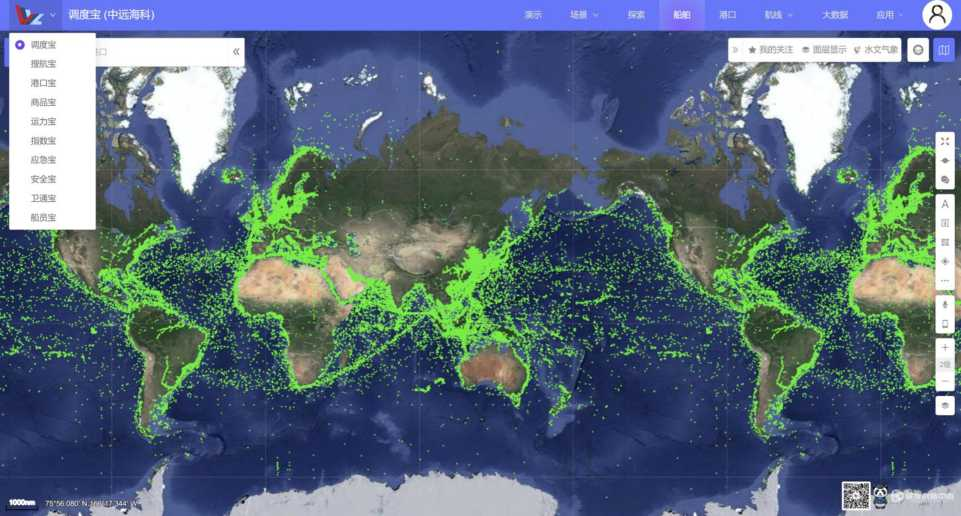 调度宝 (中远海科)
演示
场景
探索
船舶
港口
航线
大数据
应用
调度宝
搜航宝
港口宝
商品宝
运力宝
指数宝
应急宝
安全宝
卫通宝
船员宝
我的关注
图层显示
水文气象
A
2级
1000nm